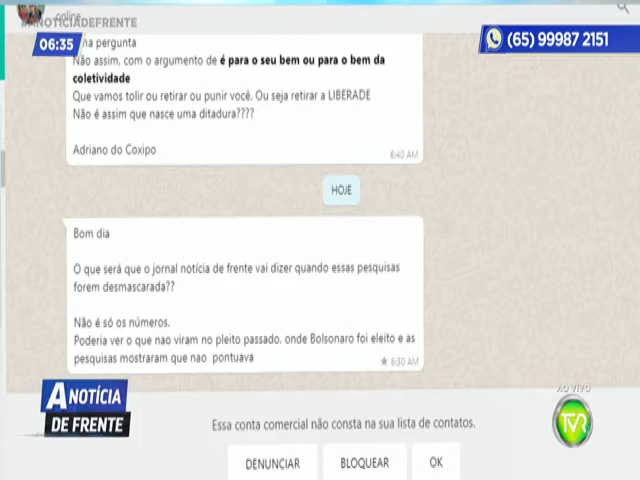 online
#ANOTICIADEFRENTE
06:35
(65) 99987 2151
na pergunta
Não assim, com o argumento de é para o seu bem ou para o bem da
coletividade
Que vamos tolir ou retirar ou punir você. Ou seja retirar a LIBERADE
Não é assim que nasce uma ditadura????
Adriano do Coxipo
6:40 AM
HOJE
Bom dia
O que será que o jornal notícia de frente vai dizer quando essas pesquisas
forem desmascarada??
Não é só os números.
Poderia ver o que nao viram no pleito passado. onde Bolsonaro foi eleito e as
pesquisas mostraram que nao pontuava
6:30 AM
A NOTÍCIA
DE FRENTE
AO VIVO
TVR
Essa conta comercial não consta na sua lista de contatos.
DENUNCIAR
BLOQUEAR
OK